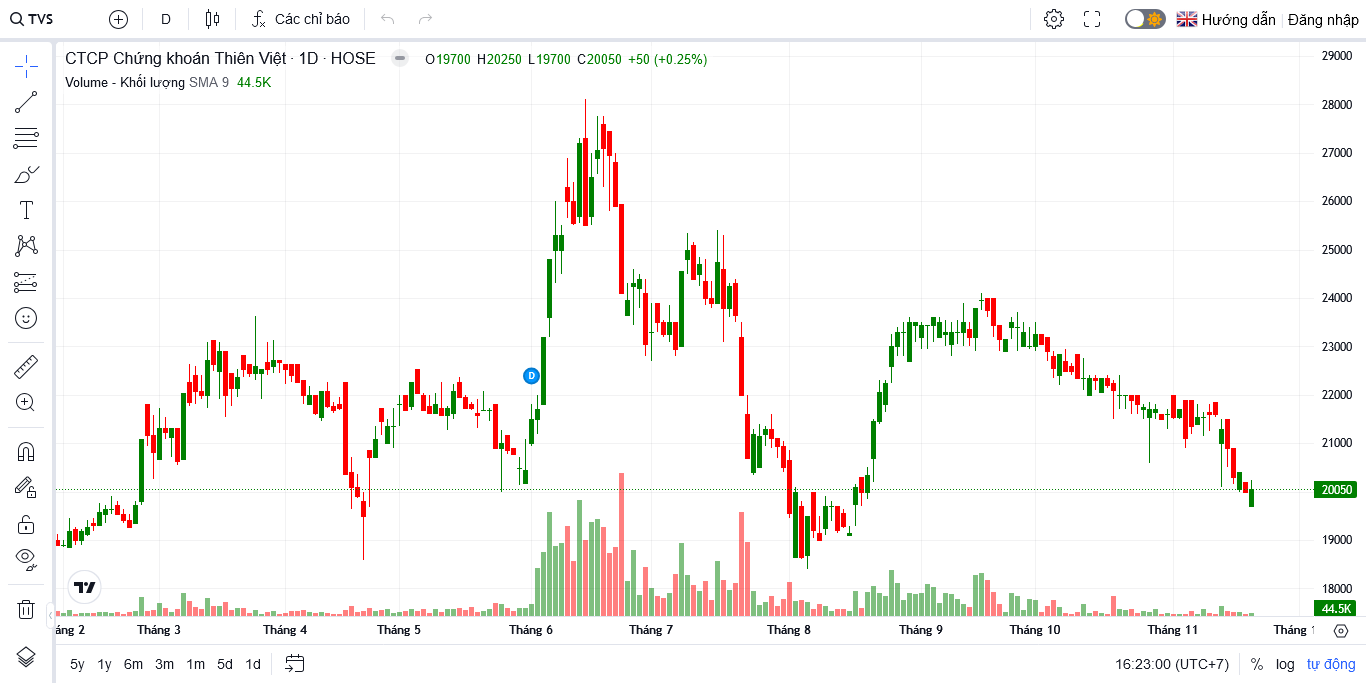 TVS D Các chỉ báo Hướng dẫn Đăng nhập
CTCP Chứng khoán Thiên Việt · 1D · HOSE O19700 H20250 L19700 C20050 +50 (+0.25%)
Volume - Khối lượng SMA 9 44.5K
29000
28000
27000
26000
25000
24000
23000
22000
21000
20050
19000
18000
44.5K
D
áng 2 Tháng 3 Tháng 4 Tháng 5 Tháng 6 Tháng 7 Tháng 8 Tháng 9 Tháng 10 Tháng 11 Tháng 1
5y 1y 6m 3m 1m 5d 1d 16:23:00 (UTC+7) % log tự động